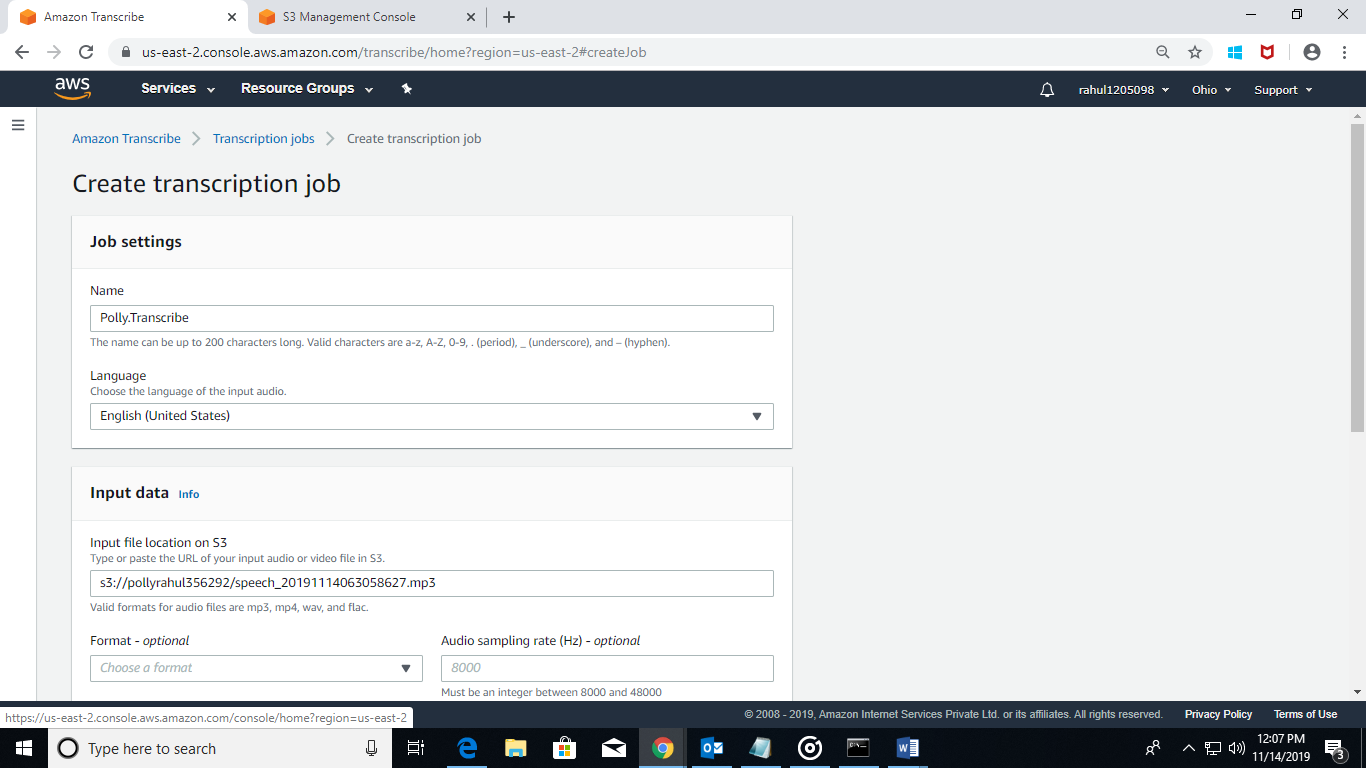 Amazon Transcribe
S3 Management Console
us-east-2.console.aws.amazon.com/transcribe/home?region=us-east-2#createJob
aws
Services
Resource Groups
rahul1205098
Ohio
Support
Amazon Transcribe
Transcription jobs
Create transcription job
Create transcription job
Job settings
Name
Polly.Transcribe
The name can be up to 200 characters long. Valid characters are a-z, A-Z, 0-9, . (period), _ (underscore), and – (hyphen).
Language
Choose the language of the input audio.
English (United States)
Input data Info
Input file location on S3
Type or paste the URL of your input audio or video file in S3.
s3://pollyrahul356292/speech_20191114063058627.mp3
Valid formats for audio files are mp3, mp4, wav, and flac.
Format - optional
Audio sampling rate (Hz) - optional
Choose a format
8000
Must be an integer between 8000 and 48000
https://us-east-2.console.aws.amazon.com/console/home?region=us-east-2
© 2008 - 2019, Amazon Internet Services Private Ltd. or its affiliates. All rights reserved.
Privacy Policy
Terms of Use
Type here to search
12:07 PM
11/14/2019
3